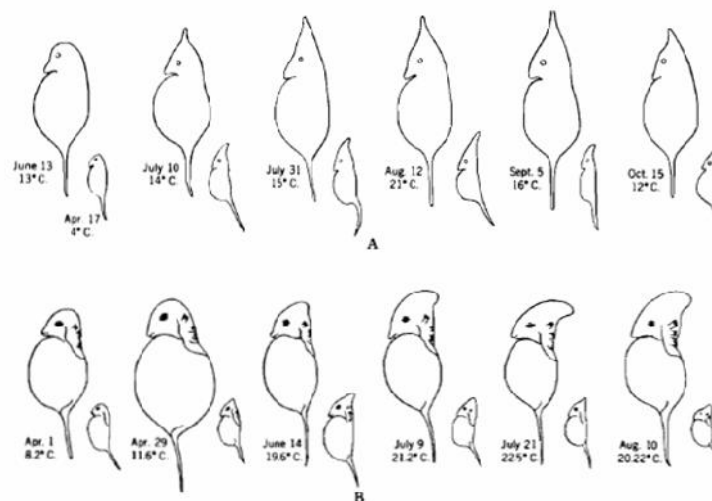 June 13
13° C.
Apr. 17
4° C.
July 10
14° C.
July 31
15° C.
Aug. 12
21° C.
Sept. 5
16° C.
Oct. 15
12° C.
A
Apr. 1
8.2° C.
Apr. 29
11.6° C.
June 14
19.6° C.
July 9
21.2° C.
July 21
22.5° C.
Aug. 10
20.22° C.
B